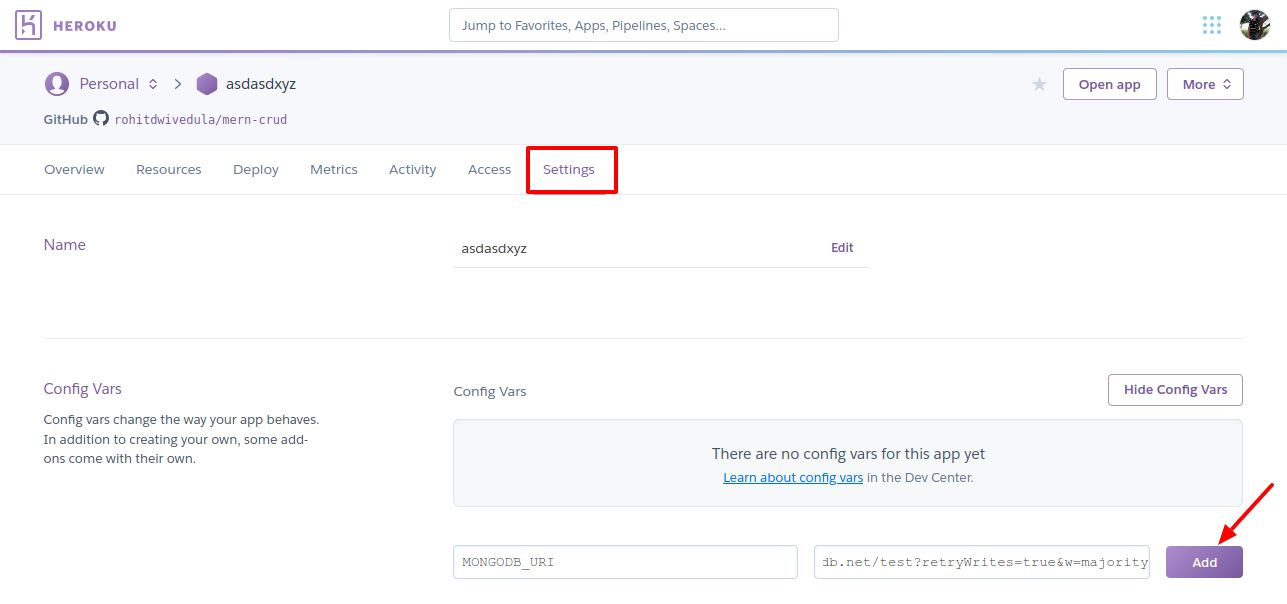 HEROKU
Jump to Favorites, Apps, Pipelines, Spaces...
Personal asdasdxyz
Open app
More
GitHub rohitdwivedula/mern-crud
Overview Resources Deploy Metrics Activity Access Settings
Name
asdasdxyz
Edit
Config Vars
Config vars change the way your app behaves.
In addition to creating your own, some add-
ons come with their own.
Config Vars
Hide Config Vars
There are no config vars for this app yet
Learn about config vars in the Dev Center.
MONGODB_URI
db.net/test?retryWrites=true&w=majority
Add